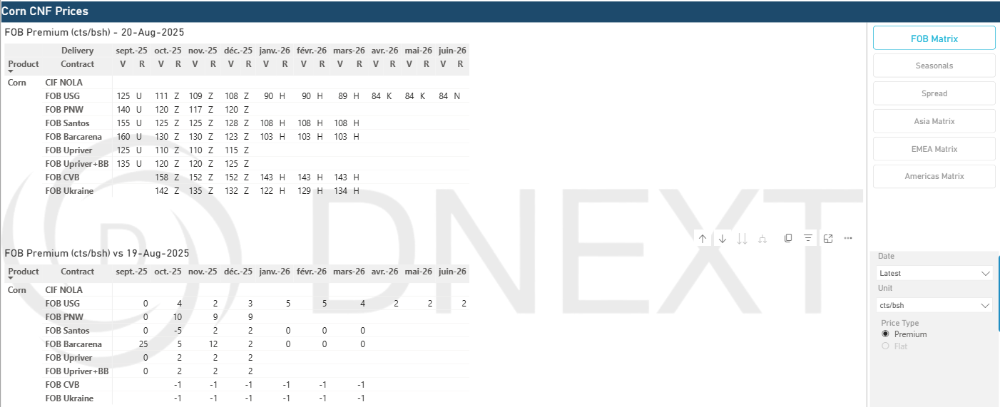 Corn CNF Prices
FOB Premium (cts/bsh) - 20-Aug-2025
Delivery sept.-25 oct.-25 nov.-25 déc.-25 janv.-26 févr.-26 mars-26 avr.-26 mai-26 juin-26
Product Contract V R V R V R V R V R V R V R V R V R V R
Corn CIF NOLA
FOB USG 125 U 111 Z 109 Z 108 Z 90 H 90 H 89 H 84 K 84 K 84 N
FOB PNW 140 U 120 Z 117 Z 120 Z
FOB Santos 155 U 125 Z 125 Z 128 Z 108 H 108 H 108 H
FOB Barcarena 160 U 130 Z 130 Z 123 Z 103 H 103 H 103 H
FOB Upriver 125 U 110 Z 110 Z 115 Z
FOB Upriver+BB 135 U 120 Z 120 Z 125 Z
FOB CVB 158 Z 152 Z 152 Z 143 H 143 H 143 H
FOB Ukraine 142 Z 135 Z 132 Z 122 H 129 H 134 H
FOB Premium (cts/bsh) vs 19-Aug-2025
Product Contract sept.-25 oct.-25 nov.-25 déc.-25 janv.-26 févr.-26 mars-26 avr.-26 mai-26 juin-26
Corn CIF NOLA
FOB USG 0 4 2 3 5 5 4 2 2 2
FOB PNW 0 10 9 9
FOB Santos 0 -5 2 2 0 0 0
FOB Barcarena 25 5 12 2 0 0 0
FOB Upriver 0 2 2 2
FOB Upriver+BB 0 2 2 2
FOB CVB -1 -1 -1 -1 -1 -1
FOB Ukraine -1 -1 -1 -1 -1 -1
DNEXT
FOB Matrix
Seasonals
Spread
Asia Matrix
EMEA Matrix
Americas Matrix
Date
Latest
Unit
cts/bsh
Price Type
Premium
Flat